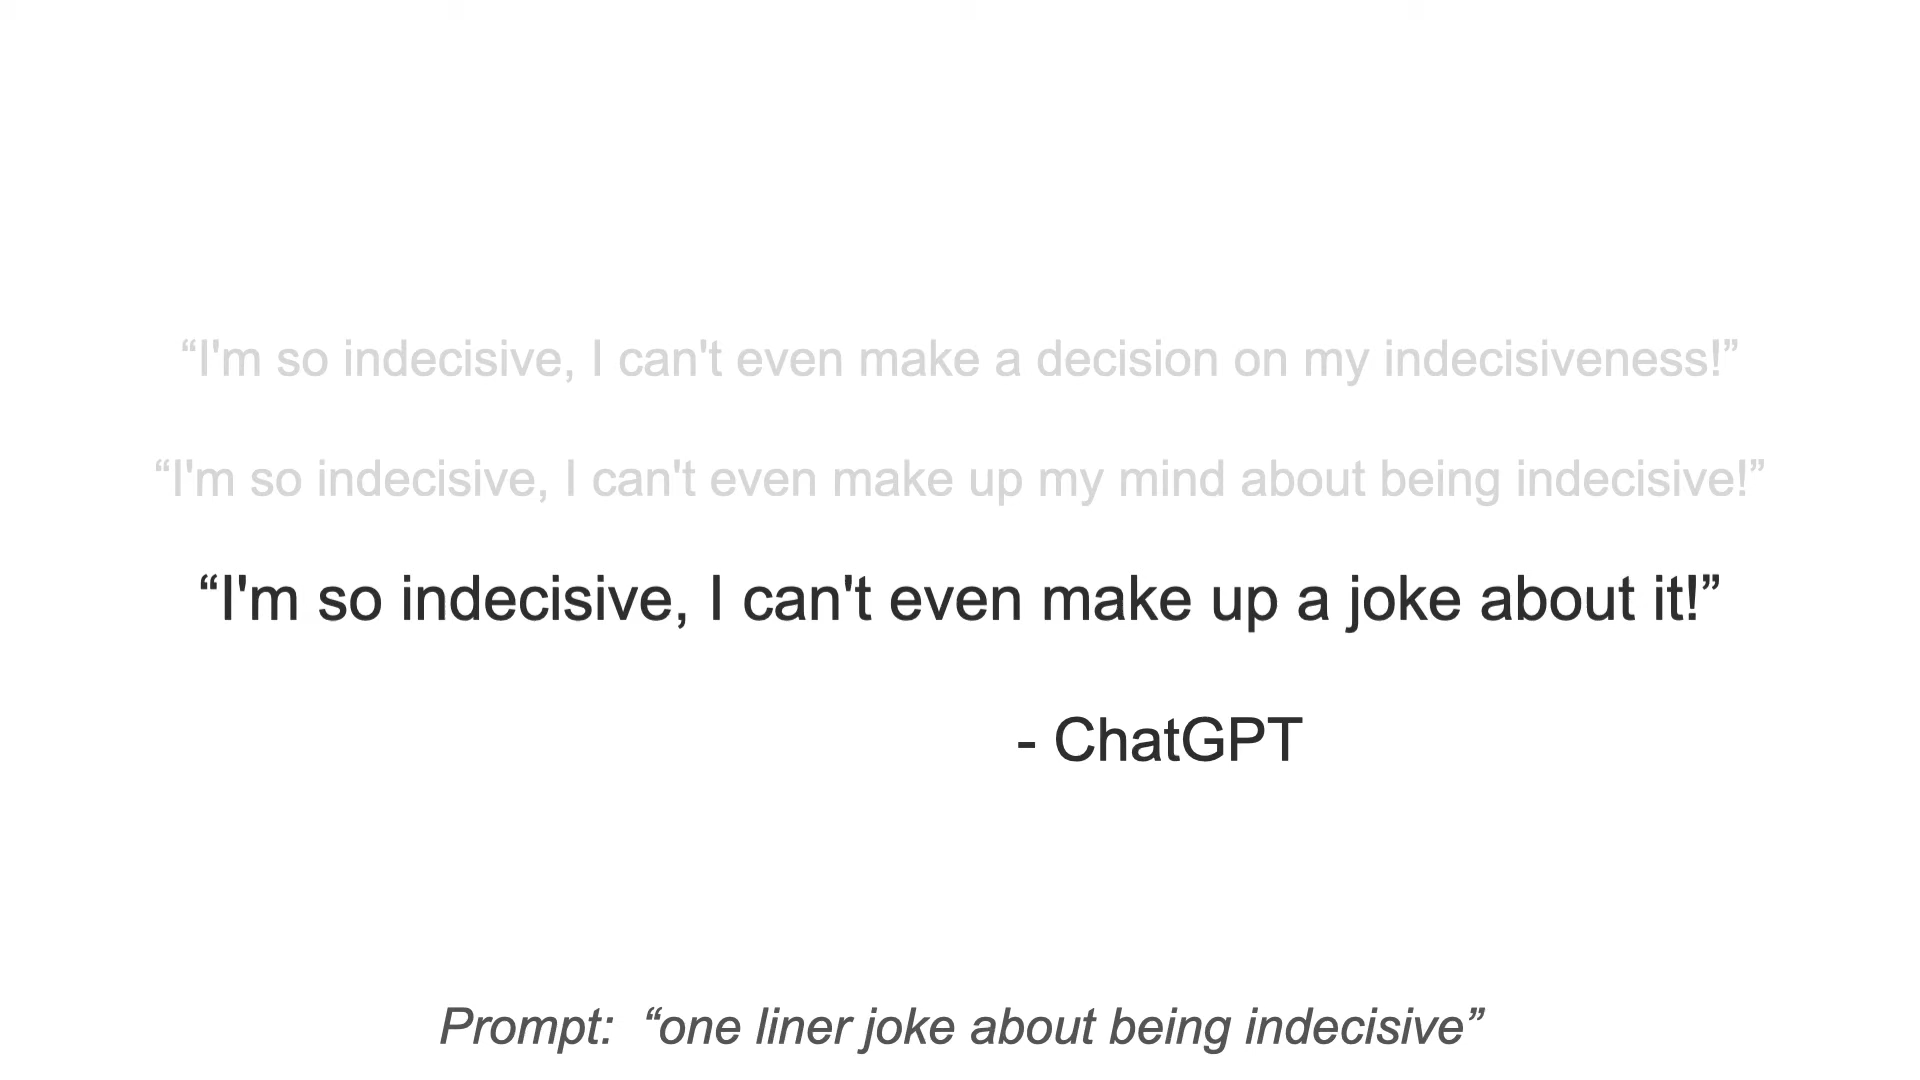 “I'm so indecisive, I can't even make a decision on my indecisiveness!”
“I'm so indecisive, I can't even make up my mind about being indecisive!”
“I'm so indecisive, I can't even make up a joke about it!”
- ChatGPT
Prompt:  “one liner joke about being indecisive”